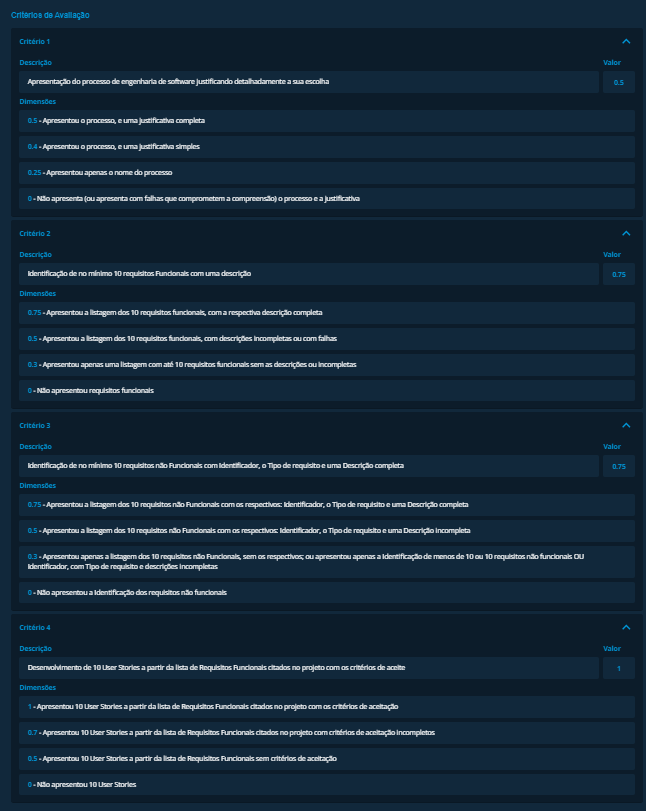 Critérios de Avaliação
Critério 1
Descrição
Valor
Apresentação do processo de engenharia de software justificando detalhadamente a sua escolha
0.5
Dimensões
0.5 - Apresentou o processo, e uma justificativa completa
0.4 - Apresentou o processo, e uma justificativa simples
0.25 - Apresentou apenas o nome do processo
0 - Não apresenta (ou apresenta com falhas que comprometem a compreensão) o processo e a justificativa
Critério 2
Descrição
Valor
Identificação de no mínimo 10 requisitos Funcionais com uma descrição
0.75
Dimensões
0.75 - Apresentou a listagem dos 10 requisitos funcionais, com a respectiva descrição completa
0.5 - Apresentou a listagem dos 10 requisitos funcionais, com descrições incompletas ou com falhas
0.3 - Apresentou apenas uma listagem com até 10 requisitos funcionais sem as descrições ou incompletas
0 - Não apresentou requisitos funcionais
Critério 3
Descrição
Valor
Identificação de no mínimo 10 requisitos não Funcionais com Identificador, o Tipo de requisito e uma Descrição completa
0.75
Dimensões
0.75 - Apresentou a listagem dos 10 requisitos não Funcionais com os respectivos: Identificador, o Tipo de requisito e uma Descrição completa
0.5 - Apresentou a listagem dos 10 requisitos não Funcionais com os respectivos: Identificador, o Tipo de requisito e uma Descrição incompleta
0.3 - Apresentou apenas a listagem dos 10 requisitos não Funcionais, sem os respectivos; ou apresentou apenas a Identificação de menos de 10 ou 10 requisitos não funcionais OU
Identificador, com Tipo de requisito e descrições incompletas
0 - Não apresentou a Identificação dos requisitos não funcionais
Critério 4
Descrição
Valor
Desenvolvimento de 10 User Stories a partir da lista de Requisitos Funcionais citados no projeto com os critérios de aceite
1
Dimensões
1 - Apresentou 10 User Stories a partir da lista de Requisitos Funcionais citados no projeto com os critérios de aceitação
0.7 - Apresentou 10 User Stories a partir da lista de Requisitos Funcionais citados no projeto com critérios de aceitação incompletos
0.5 - Apresentou 10 User Stories a partir da lista de Requisitos Funcionais sem critérios de aceitação
0 - Não apresentou 10 User Stories